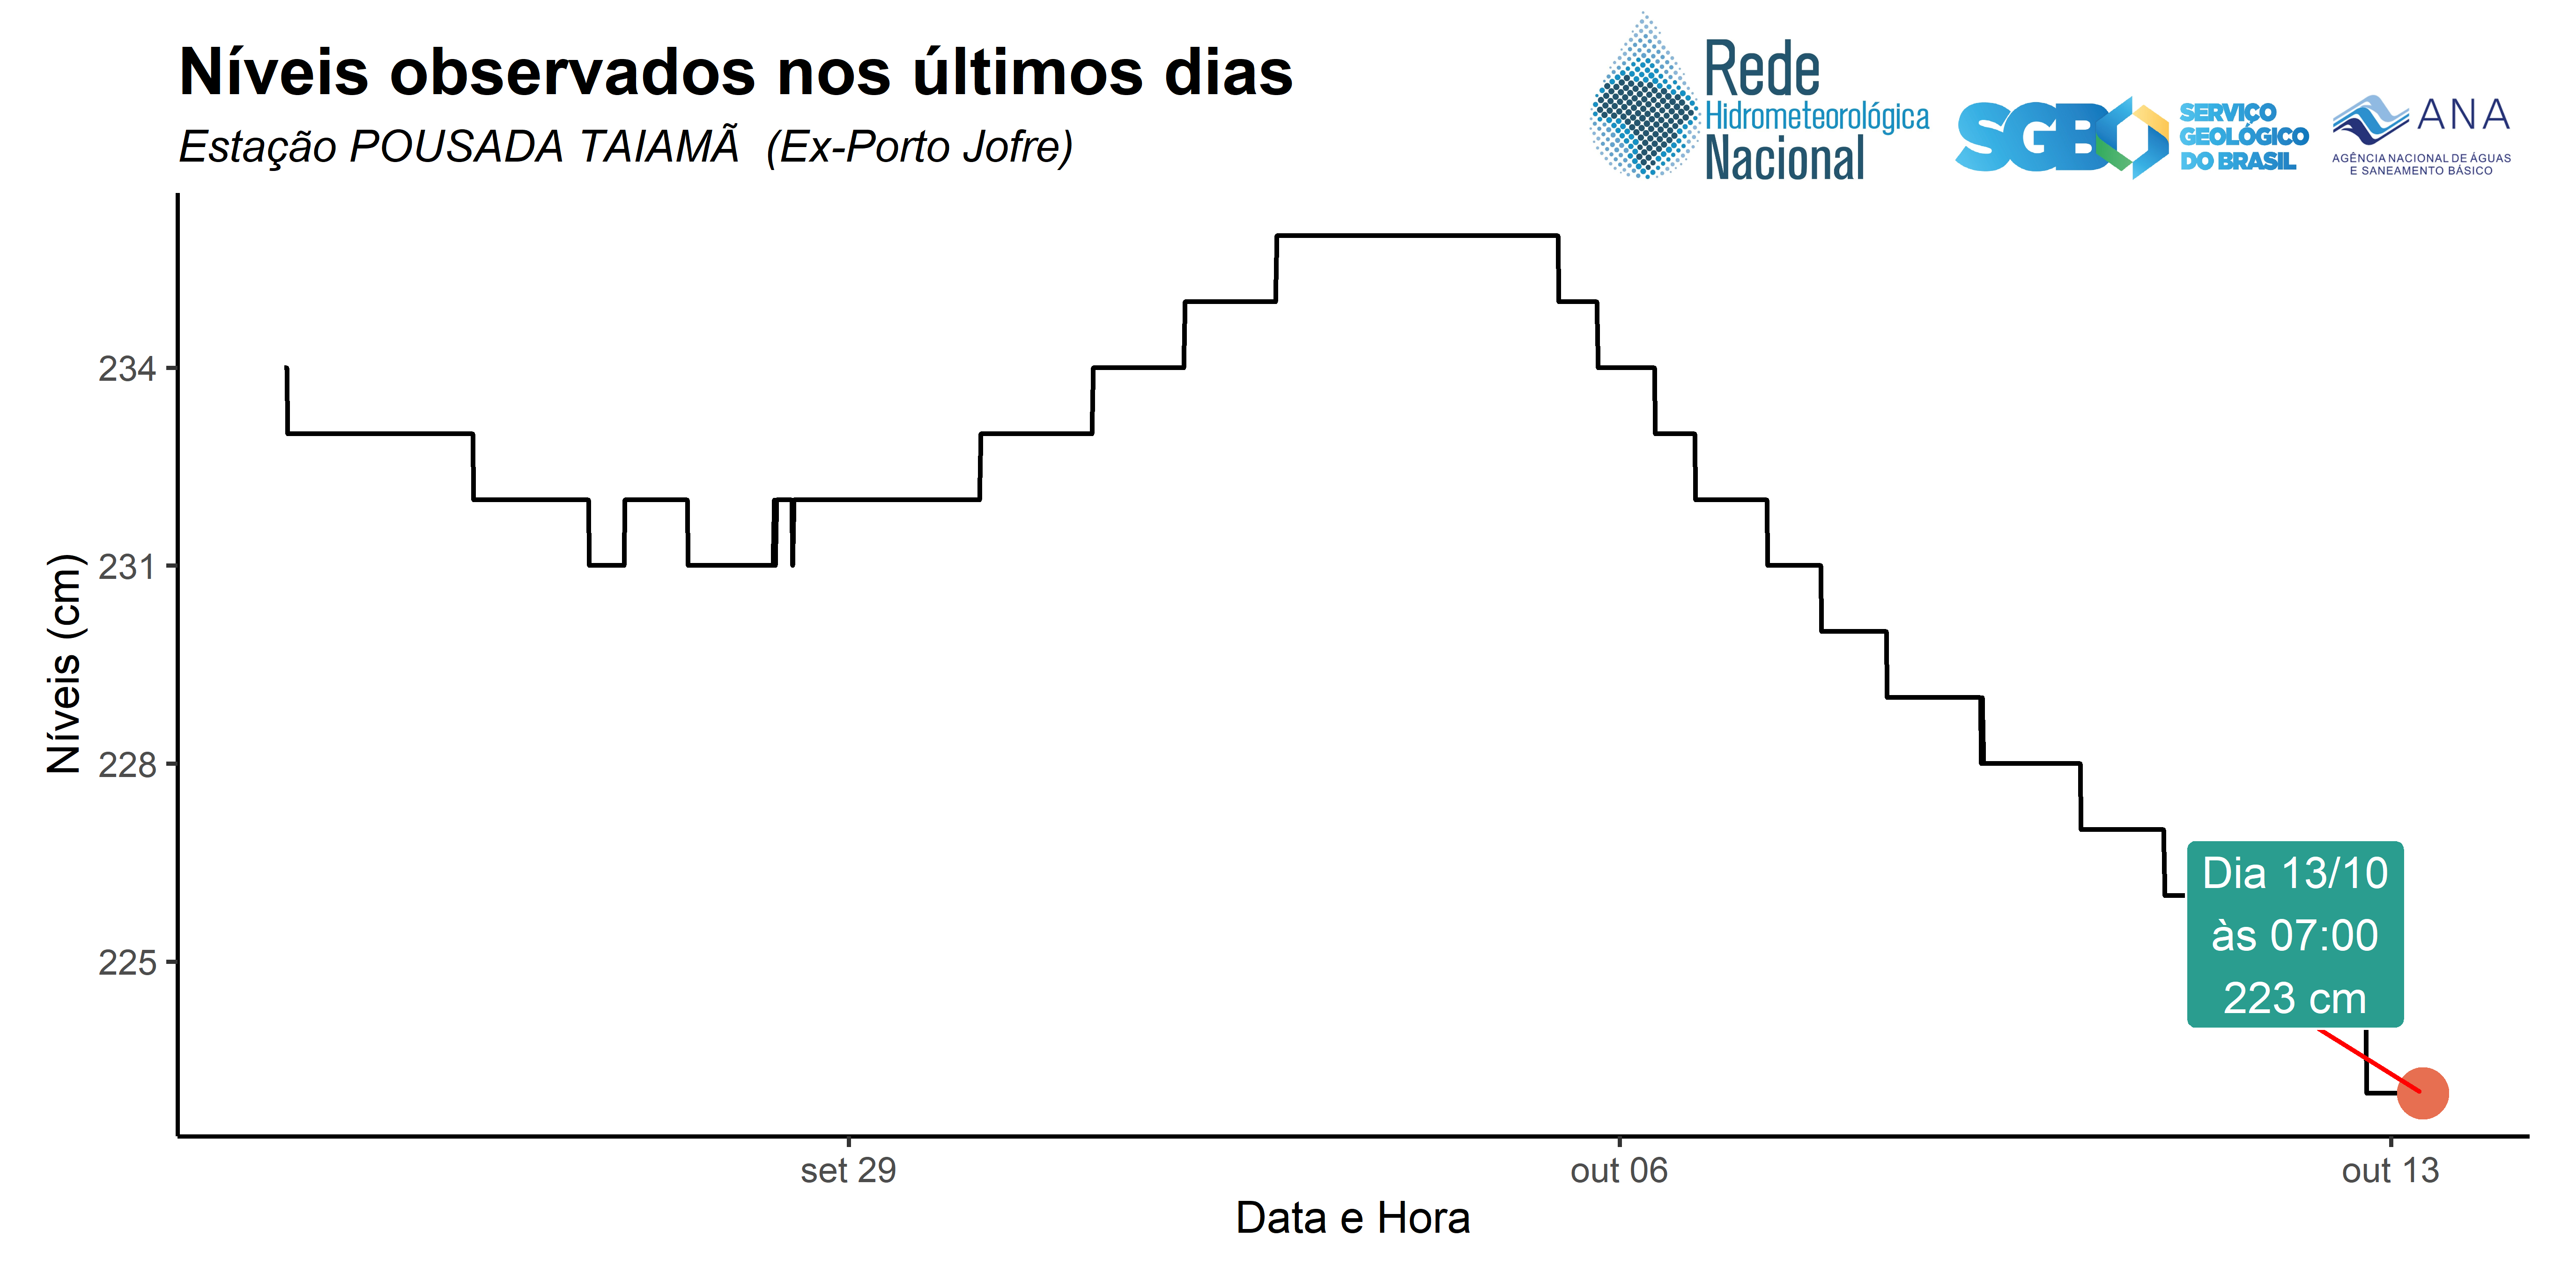 Níveis observados nos últimos dias
Estação POUSADA TAIAMÃ  (Ex-Porto Jofre)
Rede
Hidrometeorológica
Nacional
SGB
SERVIÇO
GEOLÓGICO
DO BRASIL
ANA
AGÊNCIA NACIONAL DE ÁGUAS
E SANEAMENTO BÁSICO
Níveis (cm)
234
231
228
225
Dia 13/10
às 07:00
223 cm
set 29
out 06
out 13
Data e Hora